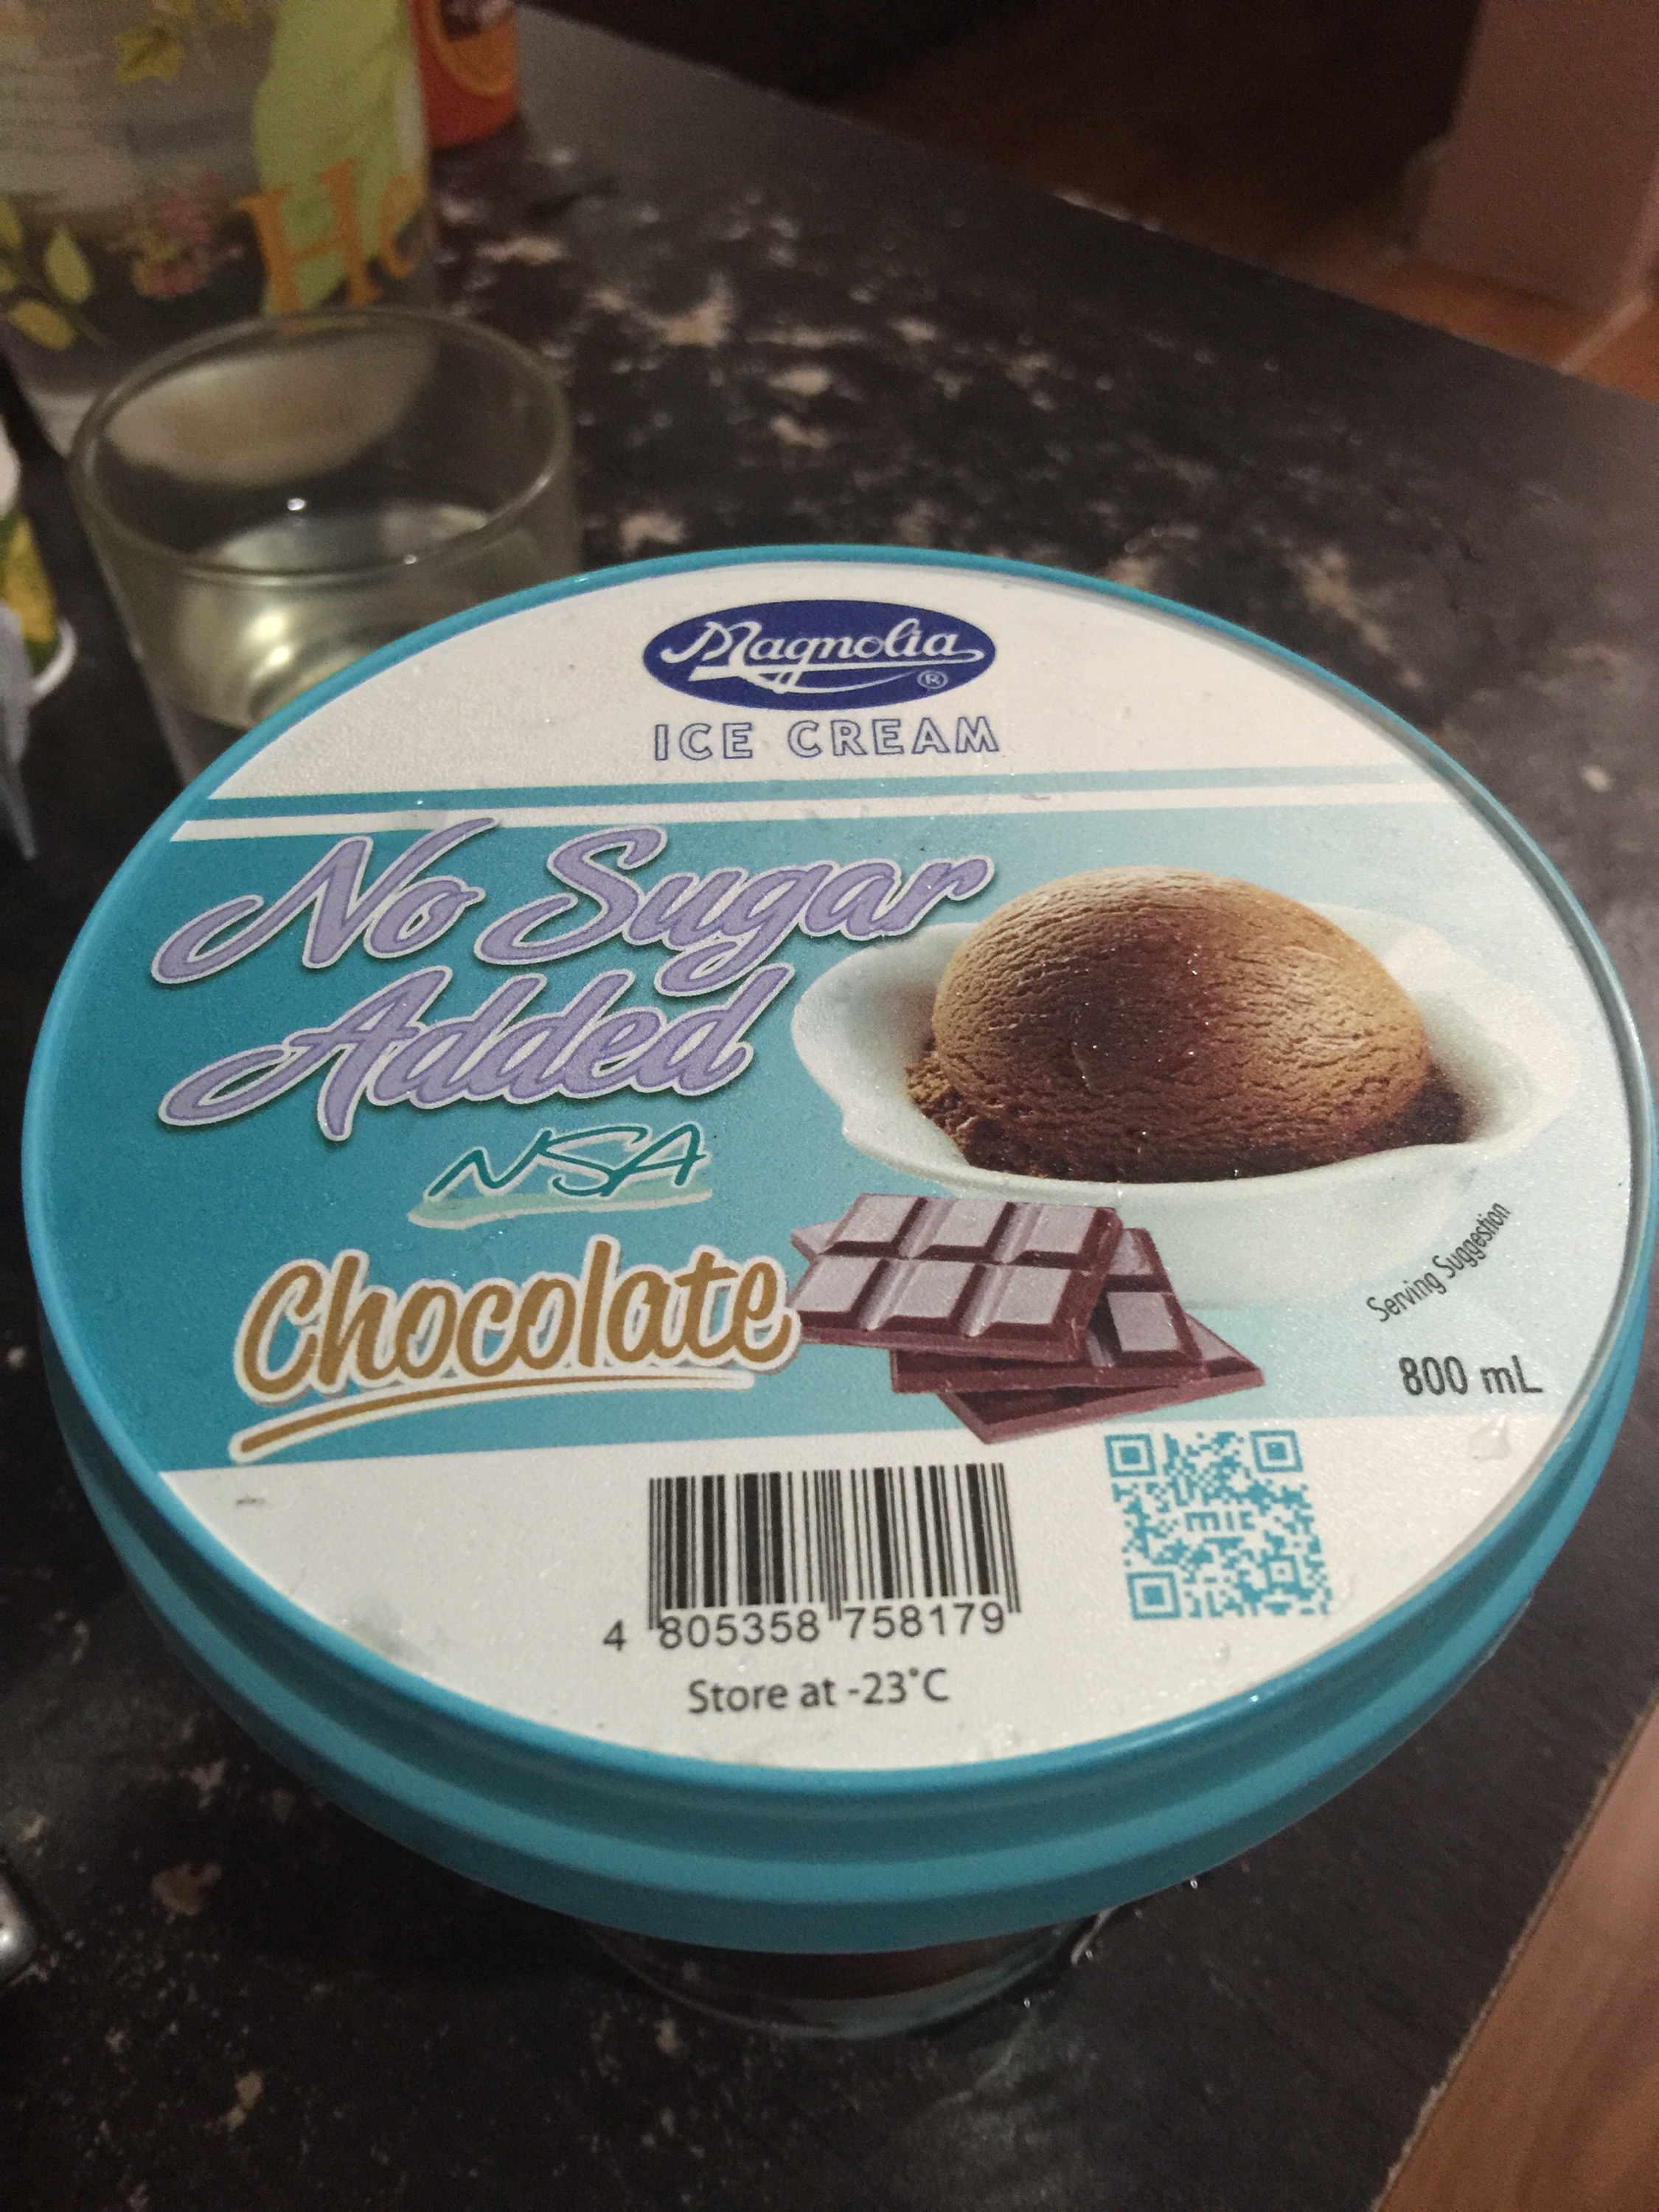 Magnolia ®
ICE CREAM
No Sugar
Added
NSA
Chocolate
Serving Suggestion
800 mL
4 805358 758179
Store at -23°C